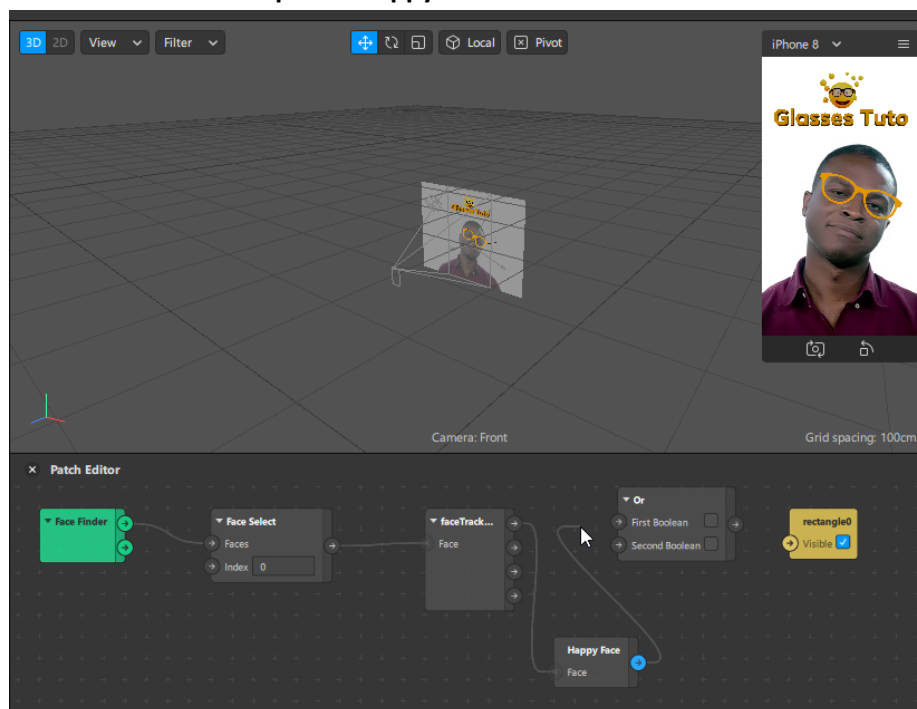 3D 2D View Filter Local Pivot iPhone 8
Glasses Tuto
Camera: Front Grid spacing: 100cm
Patch Editor
Face Finder
Face Select
Faces
Index 0
faceTrack...
Face
Or
First Boolean
Second Boolean
rectangle0
Visible
Happy Face
Face